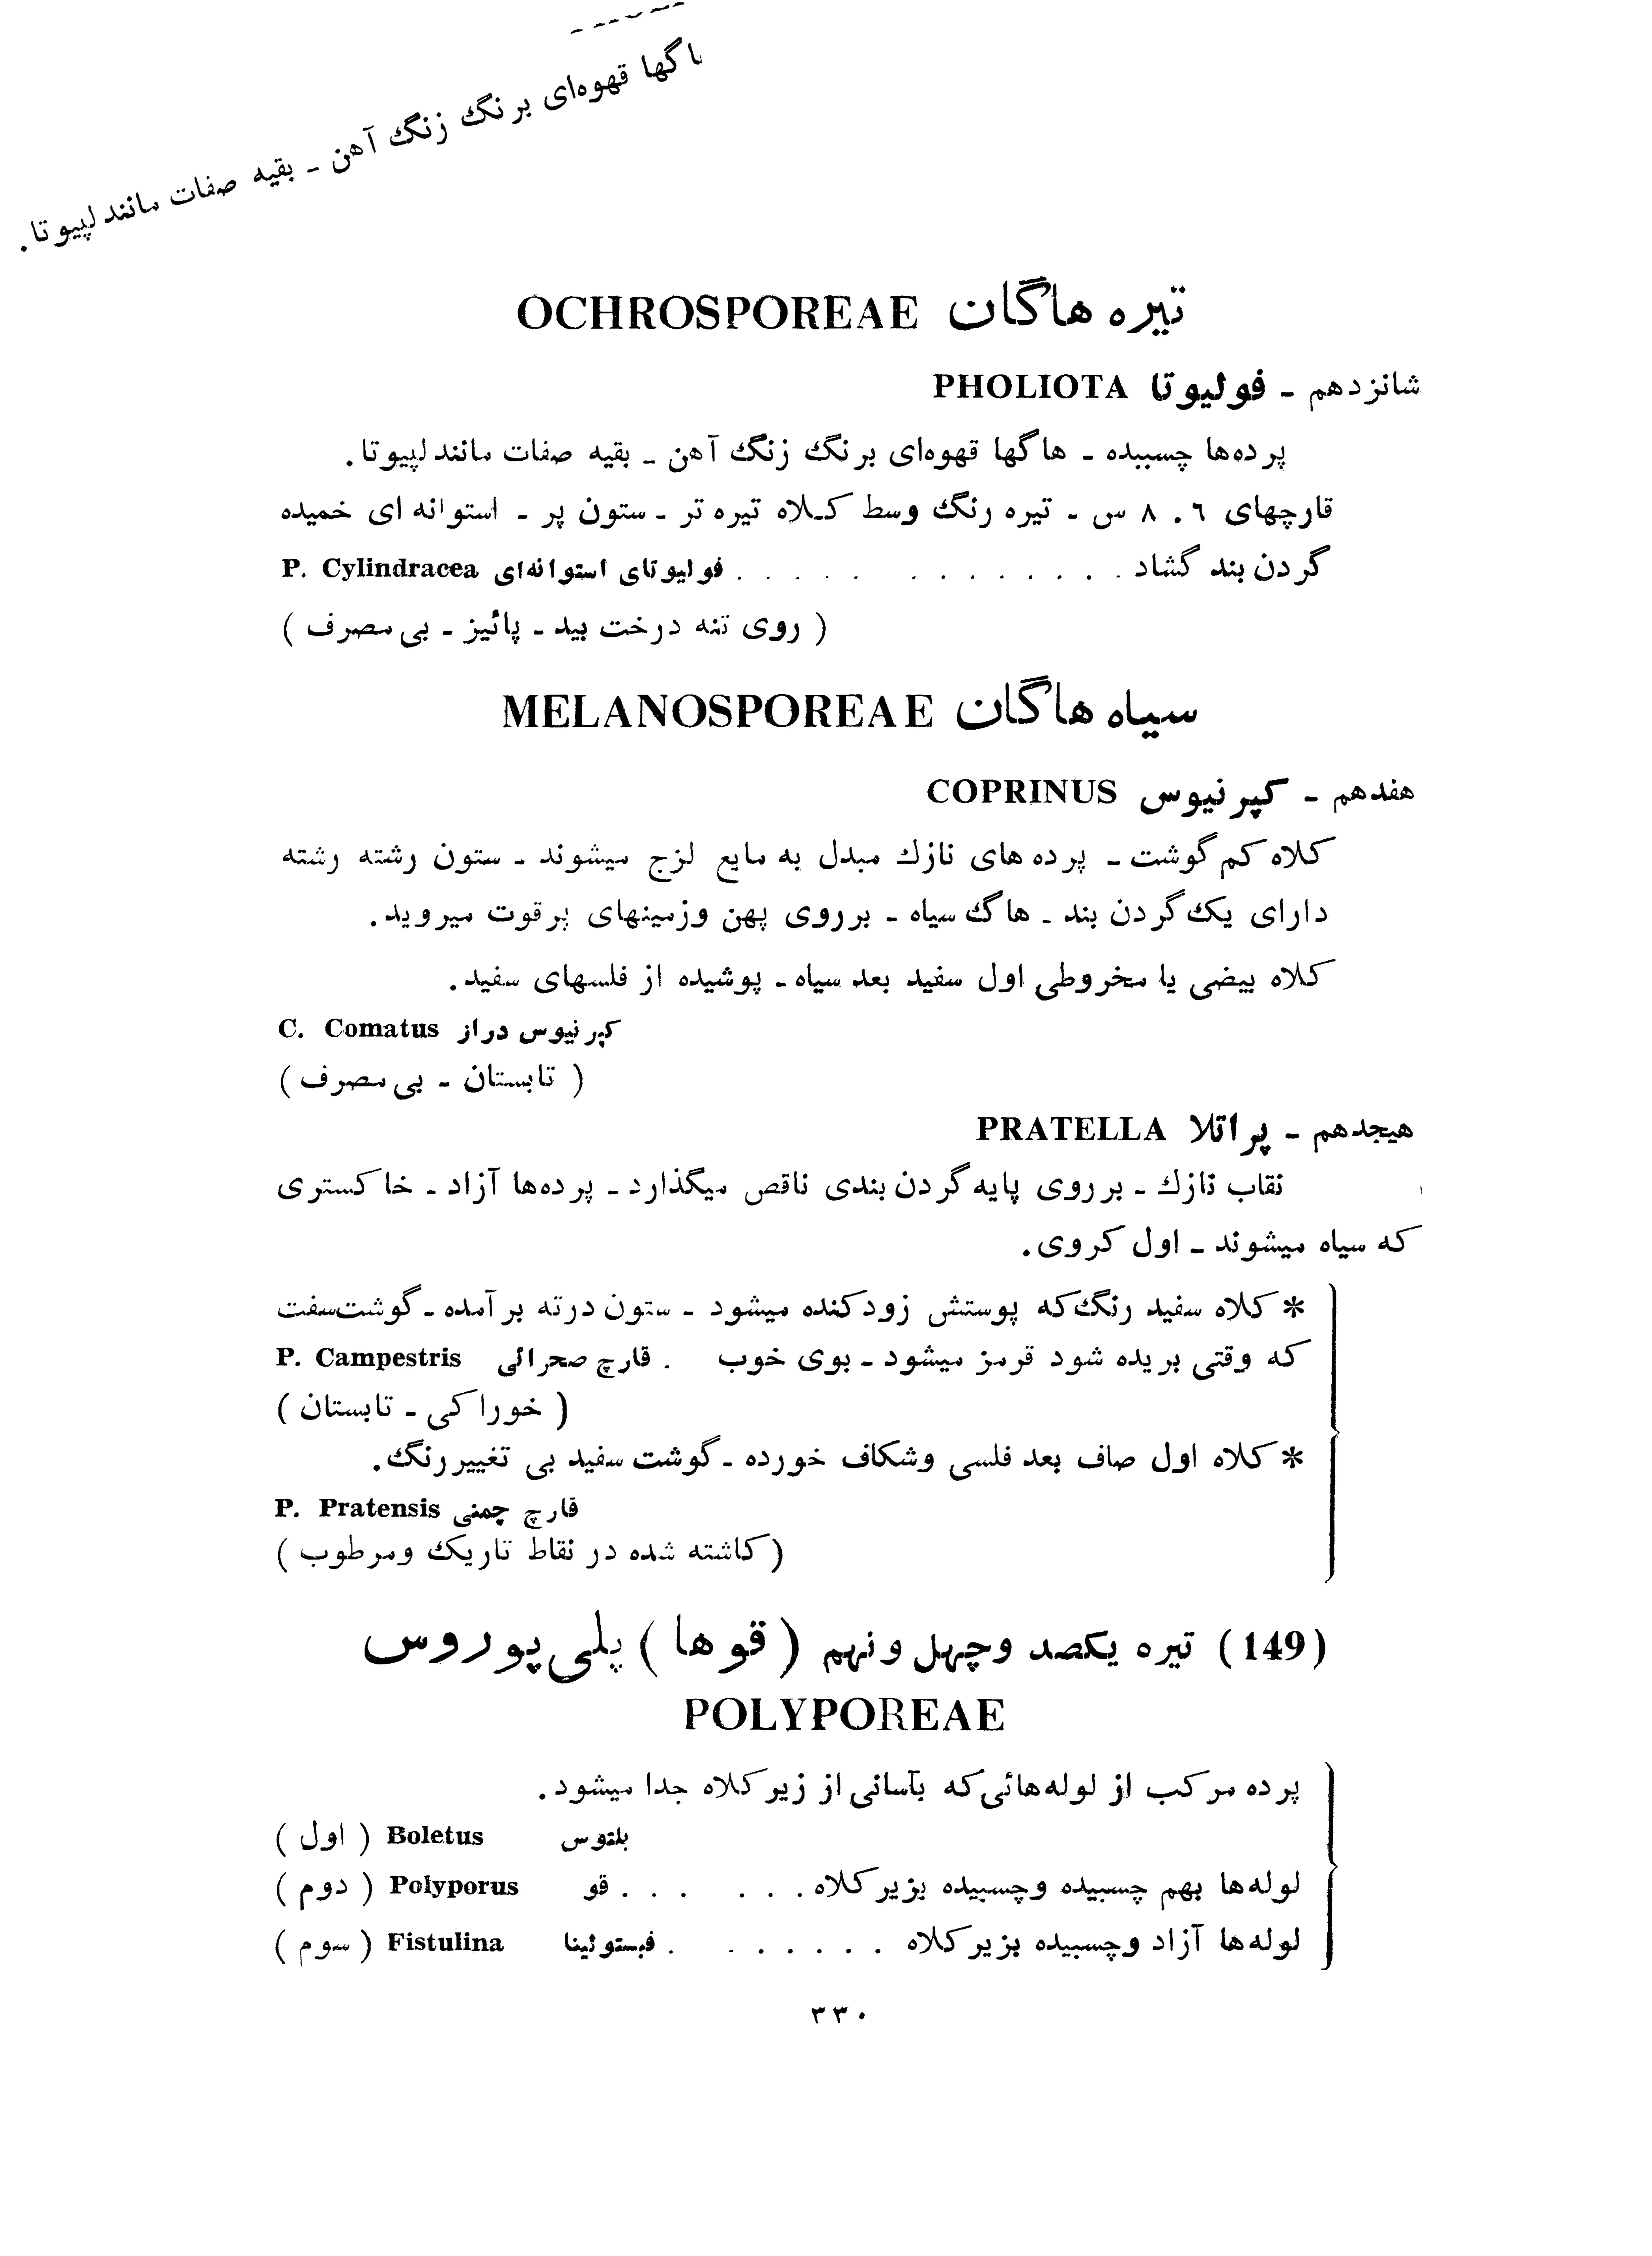 هاگها قهوه‌ای برنگ زنگ آهن ـ بقیه صفات مانند لپیوتا.
تیره هاگان OCHROSPOREAE
شانزدهم ـ فولیوتا PHOLIOTA
پرده‌ها چسبیده ـ هاگها قهوه‌ای برنگ زنگ آهن ـ بقیه صفات مانند لپیوتا.
قارچهای ٦ . ٨ س ـ تیره رنگ وسط کلاه تیره تر ـ ستون پر ـ استوانه ای خمیده
گردن بند گشاد . . . . . . . . . . . . فولیوتای استوانه‌ای P. Cylindracea
( روی تنه درخت بید ـ پائیز ـ بی مصرف )
سیاه هاگان MELANOSPOREAE
هفدهم ـ کپرنیوس COPRINUS
کلاه کم گوشت ـ پرده های نازك مبدل به مایع لزج میشوند ـ ستون رشته رشته
دارای یک گردن بند ـ هاگ سیاه ـ برروی پهن وزمینهای پرقوت میروید.
کلاه بیضی یا مخروطی اول سفید بعد سیاه ـ پوشیده از فلسهای سفید.
کپرنیوس دراز C. Comatus
( تابستان ـ بی مصرف )
هیجدهم ـ پراتلا PRATELLA
نقاب نازك ـ برروی پایه گردن بندی ناقص میگذارد ـ پرده‌ها آزاد ـ خاکستری
که سیاه میشوند ـ اول کروی.
* کلاه سفید رنگ که پوستش زود کنده میشود ـ ستون درته برآمده ـ گوشت سفت
که وقتی بریده شود قرمز میشود ـ بوی خوب . قارچ صحرائی P. Campestris
( خوراکی ـ تابستان )
* کلاه اول صاف بعد فلسی وشکاف خورده ـ گوشت سفید بی تغییر رنگ.
قارچ چمنی P. Pratensis
( کاشته شده در نقاط تاریک ومرطوب )
(149) تیره یکصد وچهل ونهم ( قوها ) پلی پوروس
POLYPOREAE
پرده مرکب از لوله‌هائی که بآسانی از زیر کلاه جدا میشود.
بلتوس Boletus ( اول )
لوله‌ها بهم چسبیده وچسبیده بزیر کلاه . . . . . . قو Polyporus ( دوم )
لوله‌ها آزاد وچسبیده بزیر کلاه . . . . . . . فیستولینا Fistulina ( سوم )
٣٣٠